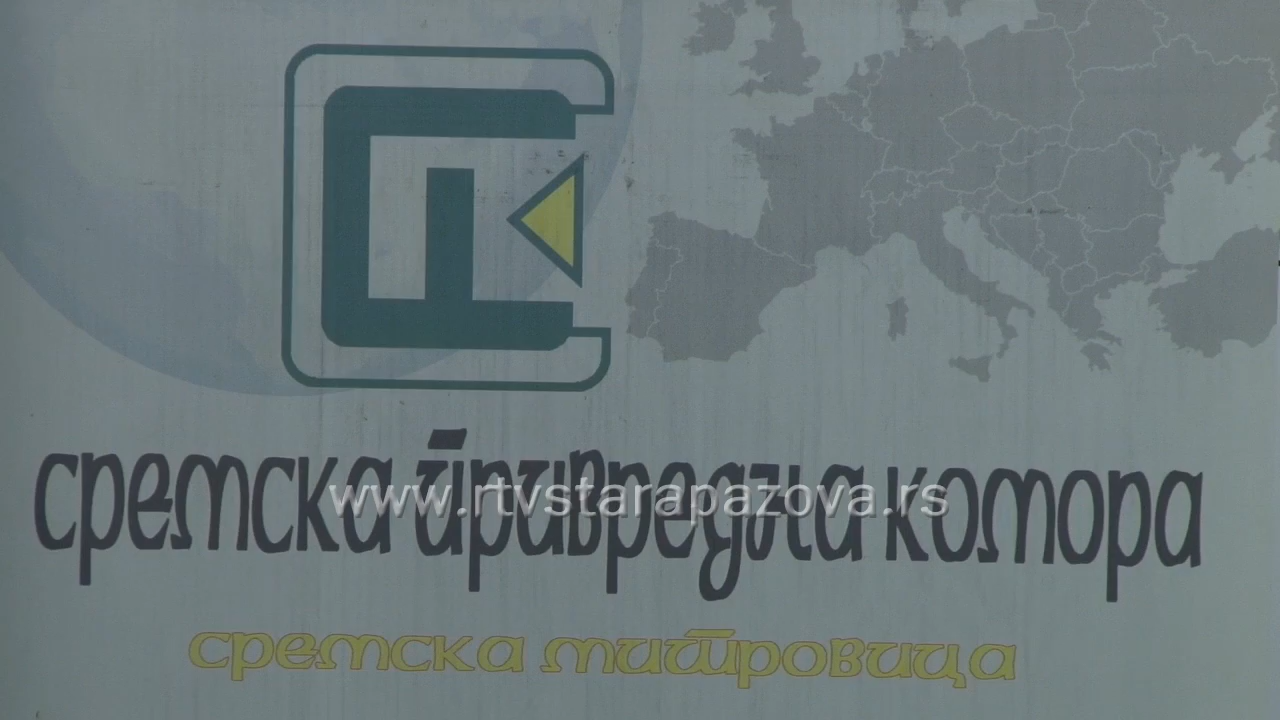 сремска привредна комора
www.rtvstarapazova.rs
сремска митровица